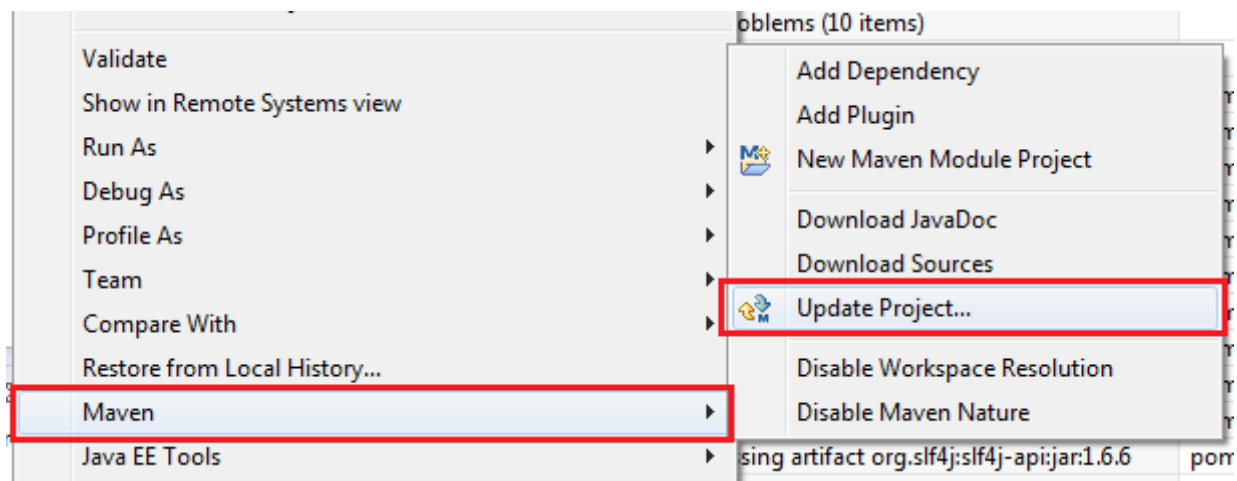 oblems (10 items)
Validate
Show in Remote Systems view
Run As
Debug As
Profile As
Team
Compare With
Restore from Local History...
Maven
Java EE Tools
Add Dependency
Add Plugin
New Maven Module Project
Download JavaDoc
Download Sources
Update Project...
Disable Workspace Resolution
Disable Maven Nature
sing artifact org.slf4j:slf4j-api:jar:1.6.6 pom